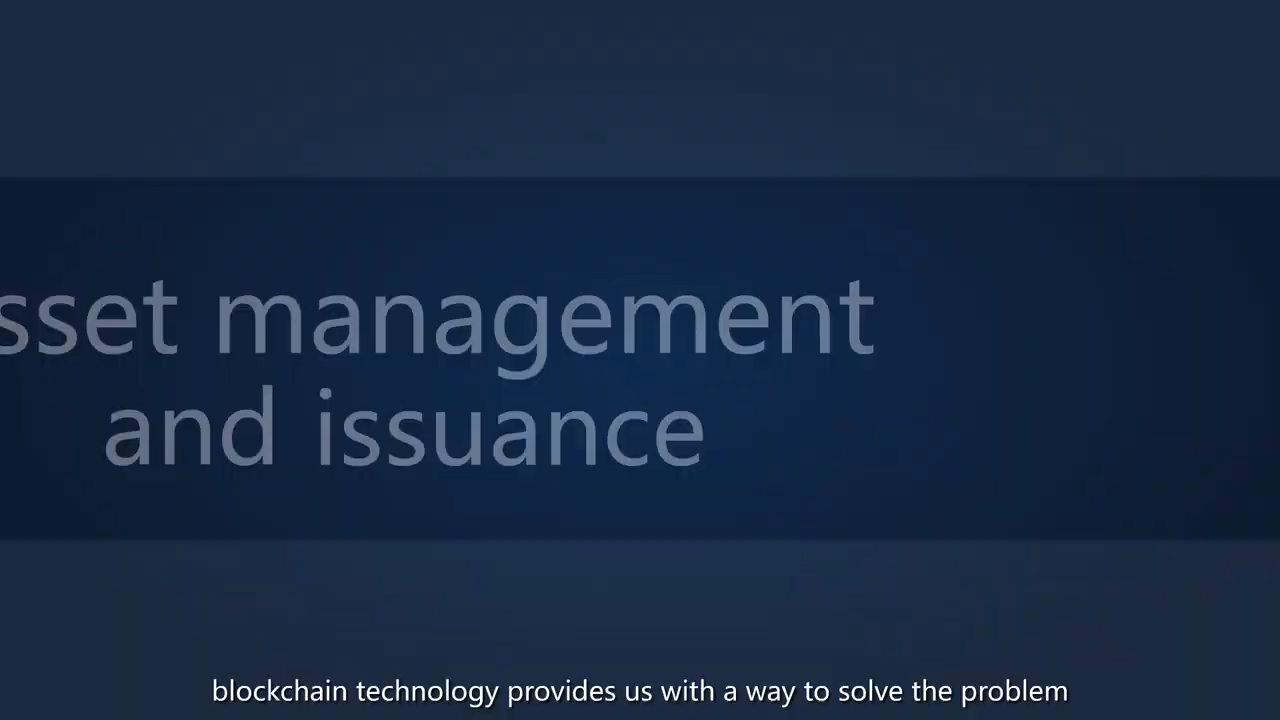 sset management
and issuance
blockchain technology provides us with a way to solve the problem